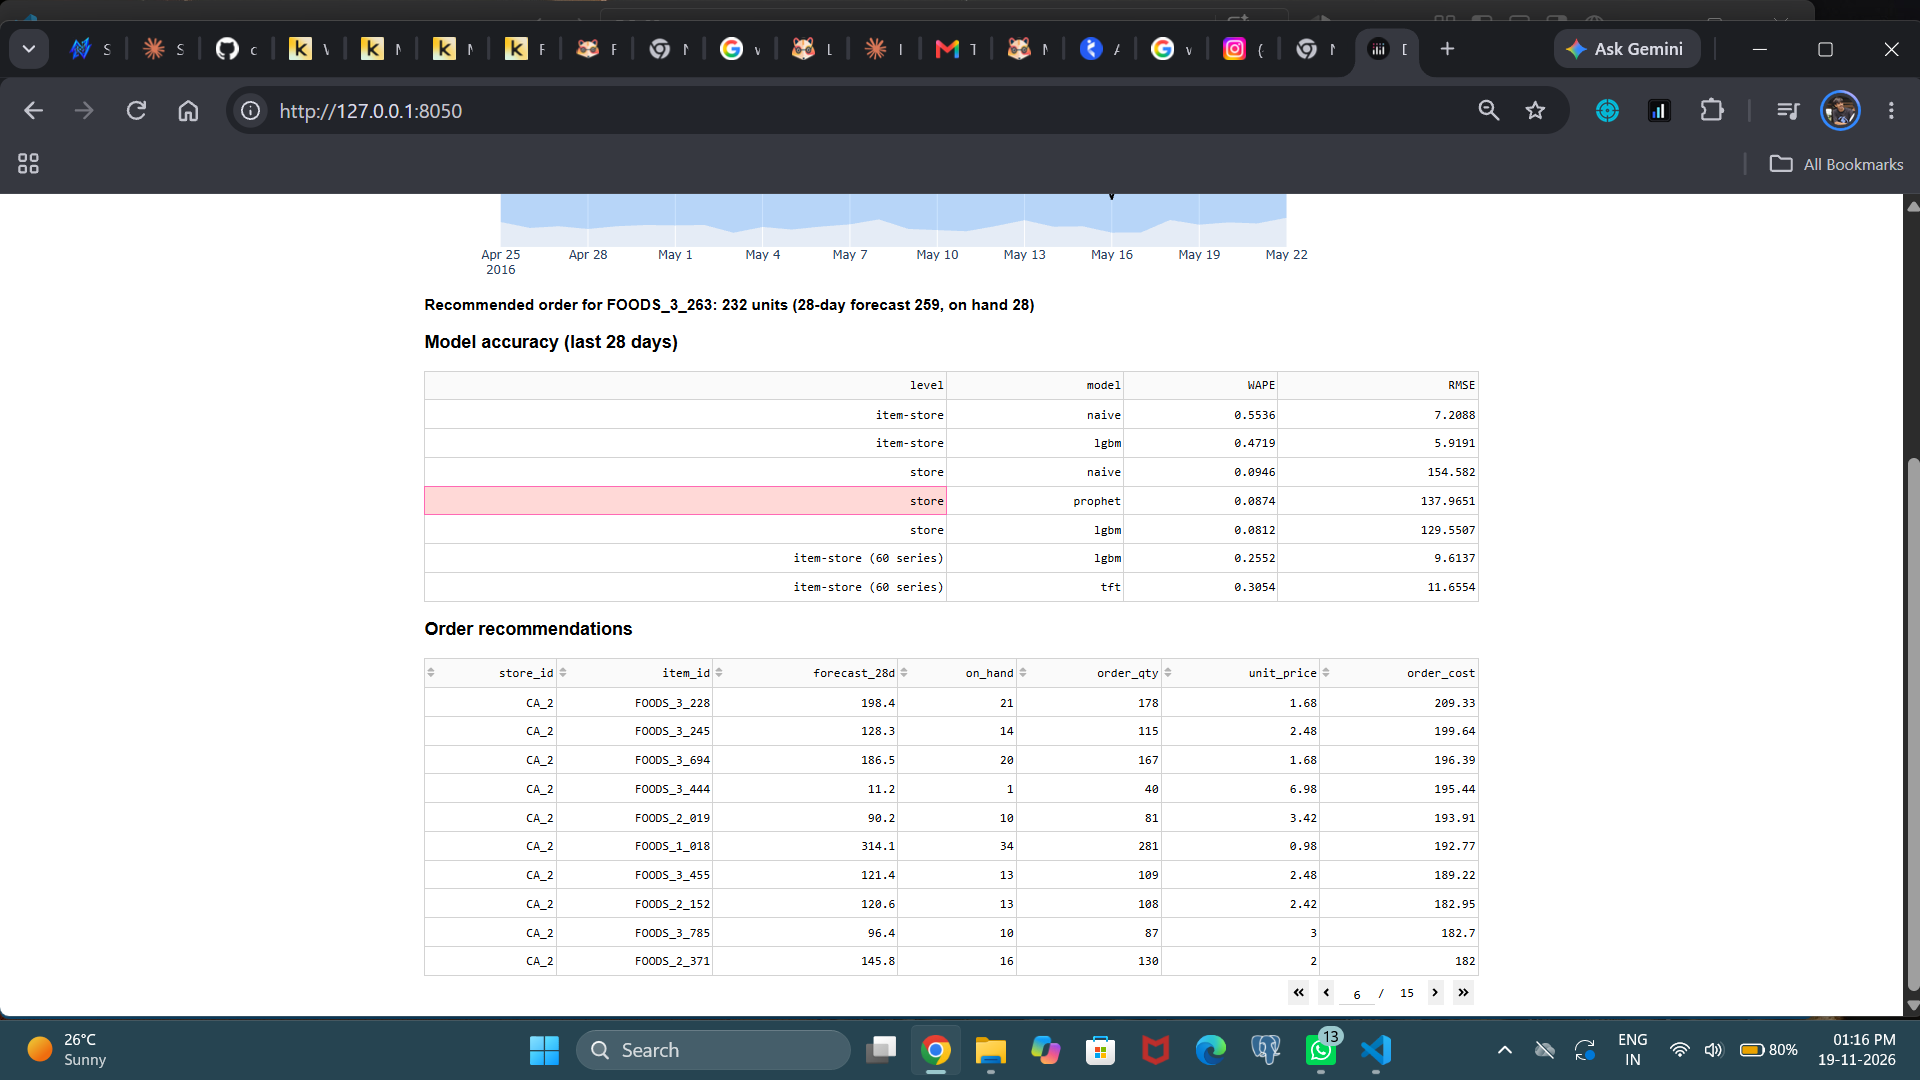 S
S
c
V
M
M
F
F
M
v
L
I
T
M
A
v
(
M
[
Ask Gemini
http://127.0.0.1:8050
All Bookmarks
Apr 25 Apr 28 May 1 May 4 May 7 May 10 May 13 May 16 May 19 May 22
2016
Recommended order for FOODS_3_263: 232 units (28-day forecast 259, on hand 28)
Model accuracy (last 28 days)
level model WAPE RMSE
item-store naive 0.5536 7.2088
item-store lgbm 0.4719 5.9191
store naive 0.0946 154.582
store prophet 0.0874 137.9651
store lgbm 0.0812 129.5507
item-store (60 series) lgbm 0.2552 9.6137
item-store (60 series) tft 0.3054 11.6554
Order recommendations
store_id item_id forecast_28d on_hand order_qty unit_price order_cost
CA_2 FOODS_3_228 198.4 21 178 1.68 209.33
CA_2 FOODS_3_245 128.3 14 115 2.48 199.64
CA_2 FOODS_3_694 186.5 20 167 1.68 196.39
CA_2 FOODS_3_444 11.2 1 40 6.98 195.44
CA_2 FOODS_2_019 90.2 10 81 3.42 193.91
CA_2 FOODS_1_018 314.1 34 281 0.98 192.77
CA_2 FOODS_3_455 121.4 13 109 2.48 189.22
CA_2 FOODS_2_152 120.6 13 108 2.42 182.95
CA_2 FOODS_3_785 96.4 10 87 3 182.7
CA_2 FOODS_2_371 145.8 16 130 2 182
6 / 15
26°C
Sunny
Search
13
ENG
IN
80%
01:16 PM
19-11-2026